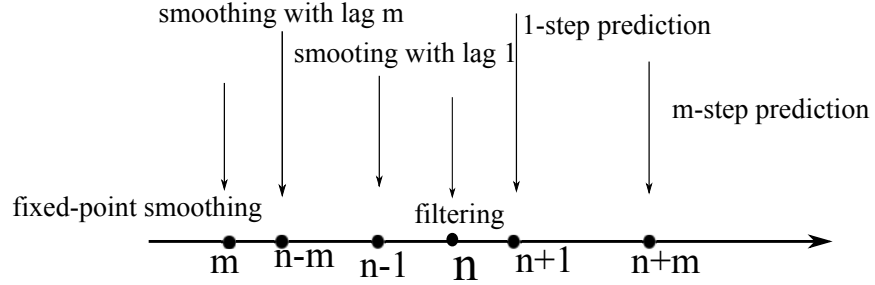 smoothing with lag m
1-step prediction
smooting with lag 1
m-step prediction
fixed-point smoothing
filtering
m
n-m
n-1
n
n+1
n+m